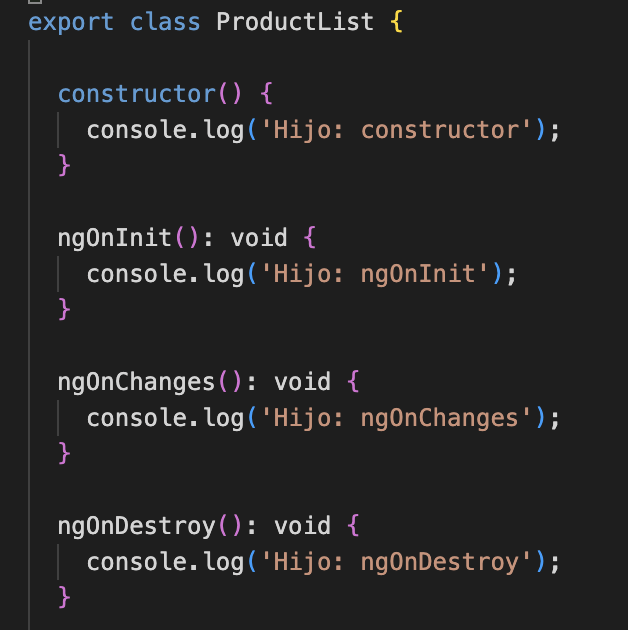 export class ProductList {
constructor() {
console.log('Hijo: constructor');
}
ngOnInit(): void {
console.log('Hijo: ngOnInit');
}
ngOnChanges(): void {
console.log('Hijo: ngOnChanges');
}
ngOnDestroy(): void {
console.log('Hijo: ngOnDestroy');
}